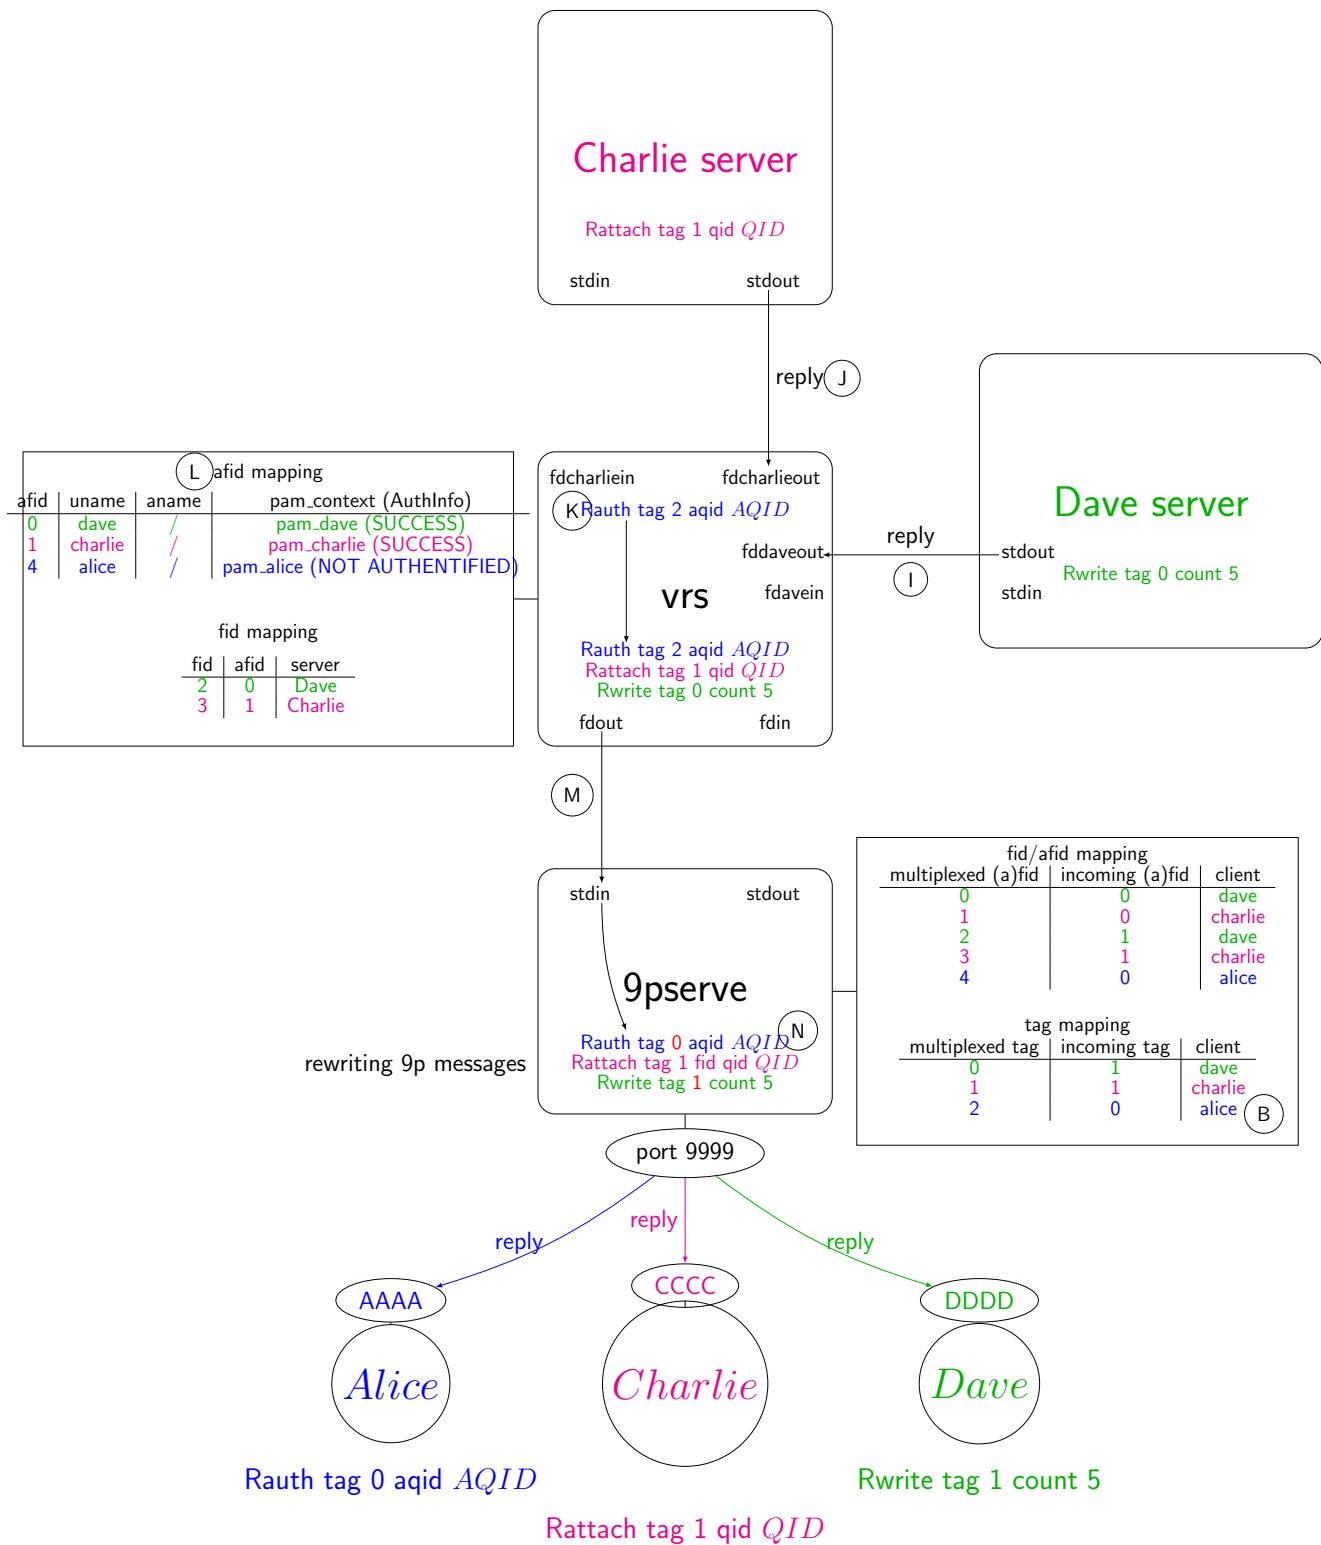 Charlie server
Rattach tag 1 qid QID
stdin stdout
reply J
L afid mapping
afid uname aname pam_context (AuthInfo)
0 dave / pam_dave (SUCCESS)
1 charlie / pam_charlie (SUCCESS)
4 alice / pam_alice (NOT AUTHENTIFIED)
fid mapping
fid afid server
2 0 Dave
3 1 Charlie
fdcharliein fdcharlieout
K Rauth tag 2 aqid AQID
fddaveout
fdavein
vrs
Rauth tag 2 aqid AQID
Rattach tag 1 qid QID
Rwrite tag 0 count 5
fdout fdin
reply
I
Dave server
stdout
Rwrite tag 0 count 5
stdin
M
stdin stdout
9pserve
N
Rauth tag 0 aqid AQID
Rattach tag 1 fid qid QID
Rwrite tag 1 count 5
rewriting 9p messages
fid/afid mapping
multiplexed (a)fid incoming (a)fid client
0 0 dave
1 0 charlie
2 1 dave
3 1 charlie
4 0 alice
tag mapping
multiplexed tag incoming tag client
0 1 dave
1 1 charlie
2 0 alice
B
port 9999
reply reply reply
AAAA CCCC DDDD
Alice Charlie Dave
Rauth tag 0 aqid AQID Rwrite tag 1 count 5
Rattach tag 1 qid QID